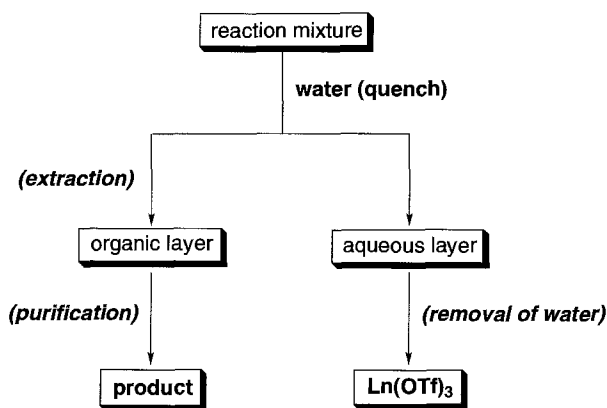 reaction mixture
water (quench)
(extraction)
organic layer
aqueous layer
(purification)
(removal of water)
product
Ln(OTf)₃